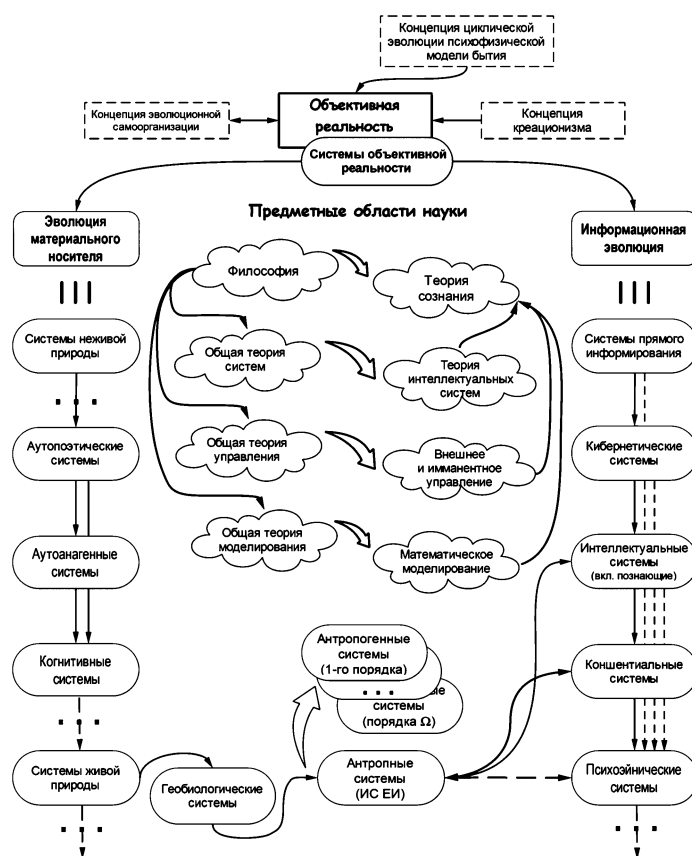 Концепция циклической
эволюции психофизической
модели бытия
Концепция эволюционной
самоорганизации
Объективная
реальность
Концепция
креационизма
Системы объективной
реальности
Предметные области науки
Эволюция
материального
носителя
Информационная
эволюция
Философия
Теория
сознания
Системы неживой
природы
Общая теория
систем
Теория
интеллектуальных
систем
Системы прямого
информирования
Аутопоэтические
системы
Общая теория
управления
Внешнее
и имманентное
управление
Кибернетические
системы
Аутоанагенные
системы
Общая теория
моделирования
Математическое
моделирование
Интеллектуальные
системы
(вкл. познающие)
Когнитивные
системы
Антропогенные
системы
(1-го порядка)
системы
(порядка Ω)
Коншентиальные
системы
Системы живой
природы
Геобиологические
системы
Антропные
системы
(ИС ЕИ)
Психоэйнические
системы